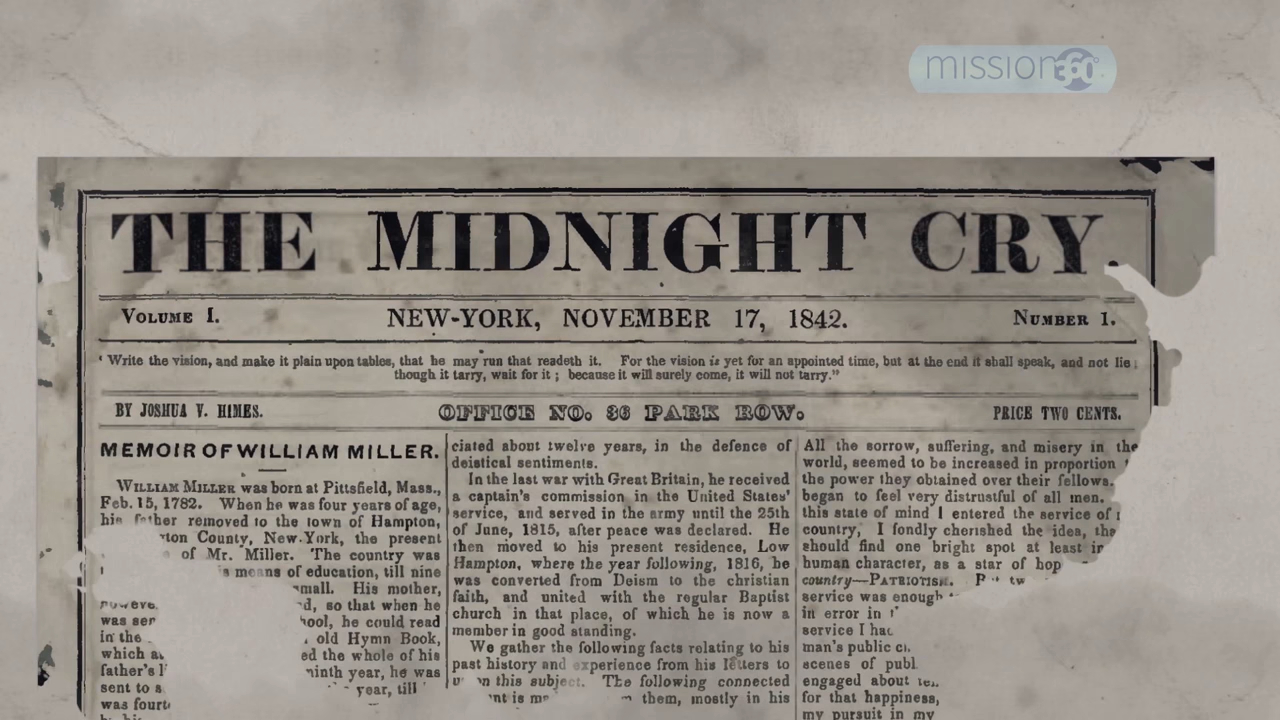 mission360°
THE MIDNIGHT CRY.
VOLUME I.
NEW-YORK, NOVEMBER 17, 1842.
NUMBER 1.
Write the vision, and make it plain upon tables, that he may run that readeth it. For the vision is yet for an appointed time, but at the end it shall speak, and not lie
though it tarry, wait for it ; because it will surely come, it will not tarry.”
BY JOSHUA V. HIMES.
OFFICE NO. 36 PARK ROW.
PRICE TWO CENTS.
MEMOIR OF WILLIAM MILLER.
WILLIAM MILLER was born at Pittsfield, Mass.,
Feb. 15, 1782. When he was four years of age,
his father removed to the town of Hampton,
County, New-York, the present
of Mr. Miller. The country was
means of education, till nine
small. His mother,
so that when he
he could read
old Hymn Book,
the whole of his
ninth year, he was
in the
year, till
which
father's
sent to
was
ciated about twelve years, in the defence of
deistical sentiments.
In the last war with Great Britain, he received
a captain's commission in the United States'
service, and served in the army until the 25th
of June, 1815, after peace was declared. He
then moved to his present residence, Low
Hampton, where the year following, 1816, he
was converted from Deism to the christian
faith, and united with the regular Baptist
church in that place, of which he is now a
member in good standing.
We gather the following facts relating to his
past history and experience from his letters to
on this subject. The following connected
is them, mostly in his
All the sorrow, suffering, and misery in the
world, seemed to be increased in proportion
the power they obtained over their fellows.
began to feel very distrustful of all men.
this state of mind I entered the service of
country, I fondly cherished the idea,
should find one bright spot at least in
human character, as a star of
country—PATRIOTISM.
service was enough
in error in
service I
man's public
scenes of
engaged about
for that happiness,
my pursuit in my